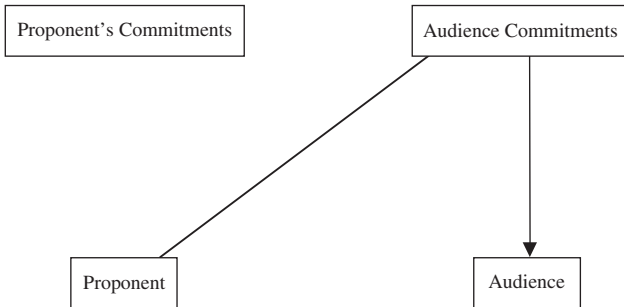 Proponent’s Commitments
Audience Commitments
Proponent
Audience